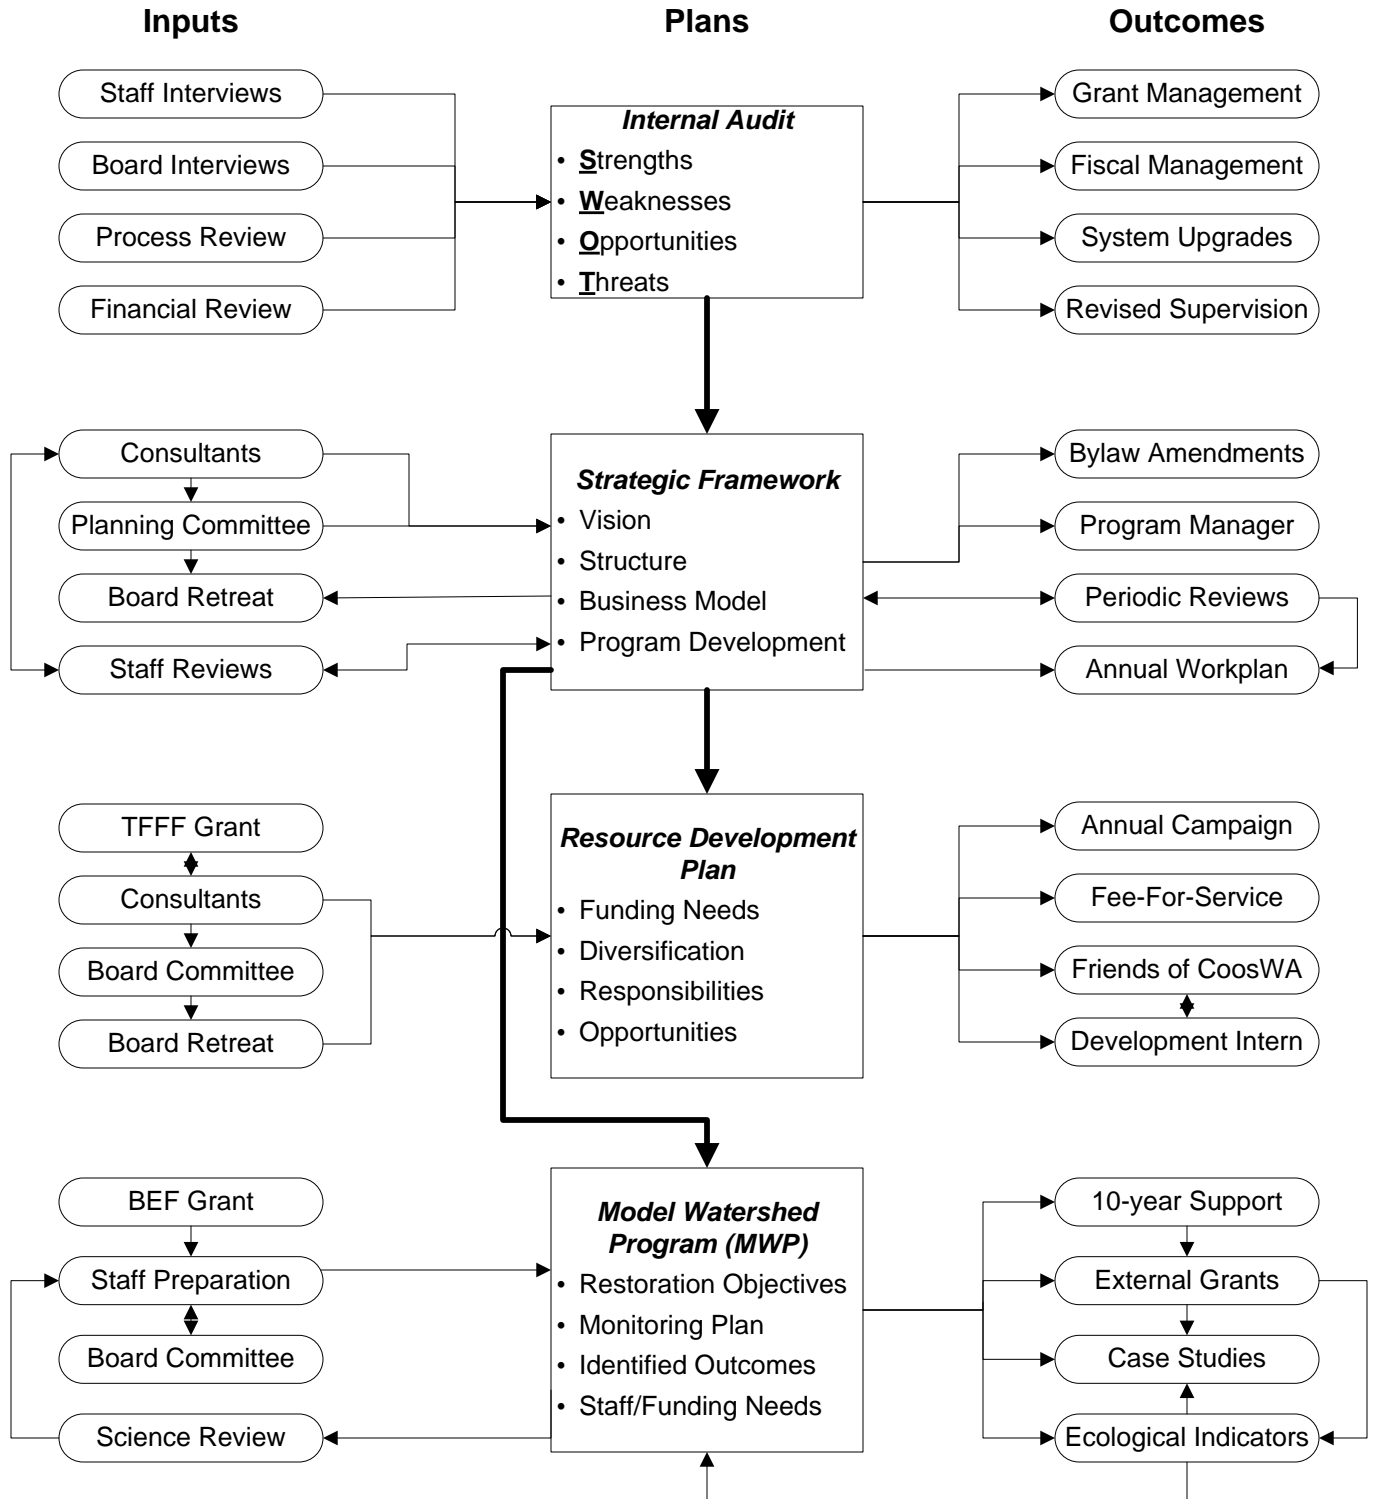 Inputs
Plans
Outcomes
Staff Interviews
Board Interviews
Process Review
Financial Review
Internal Audit
• Strengths
• Weaknesses
• Opportunities
• Threats
Grant Management
Fiscal Management
System Upgrades
Revised Supervision
Consultants
Planning Committee
Board Retreat
Staff Reviews
Strategic Framework
• Vision
• Structure
• Business Model
• Program Development
Bylaw Amendments
Program Manager
Periodic Reviews
Annual Workplan
TFFF Grant
Consultants
Board Committee
Board Retreat
Resource Development
Plan
• Funding Needs
• Diversification
• Responsibilities
• Opportunities
Annual Campaign
Fee-For-Service
Friends of CoosWA
Development Intern
BEF Grant
Staff Preparation
Board Committee
Science Review
Model Watershed
Program (MWP)
• Restoration Objectives
• Monitoring Plan
• Identified Outcomes
• Staff/Funding Needs
10-year Support
External Grants
Case Studies
Ecological Indicators